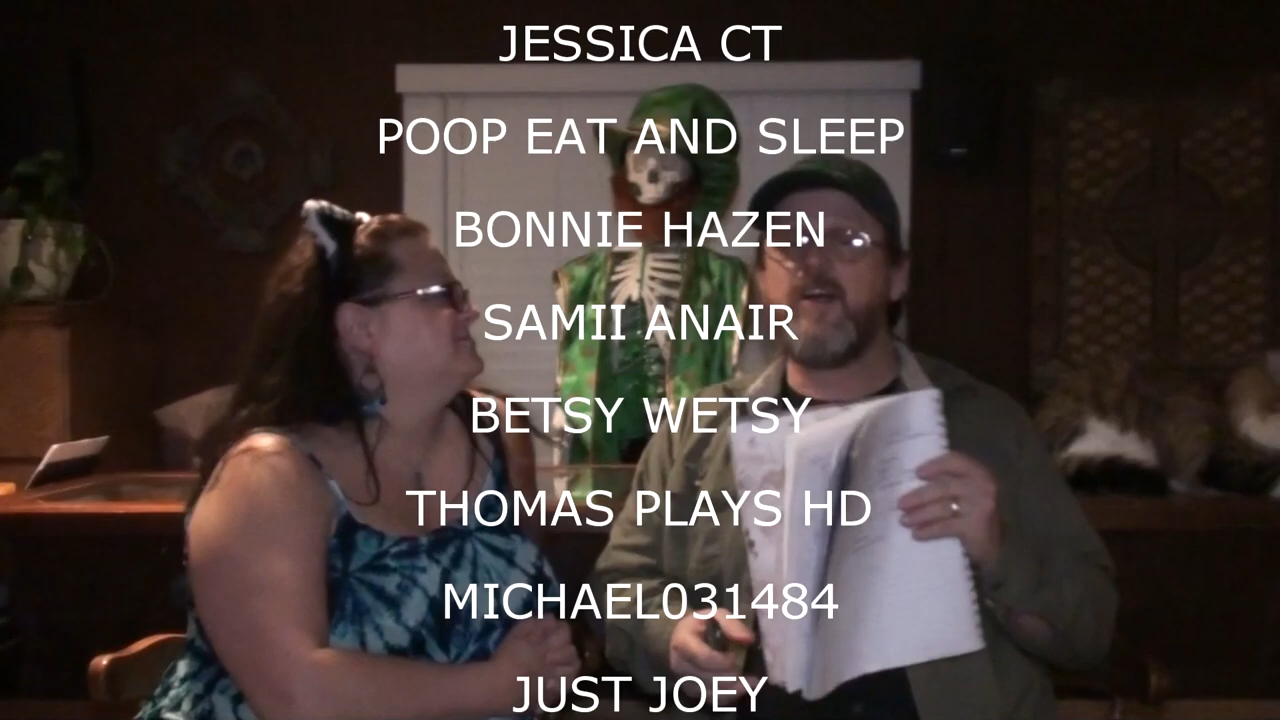 JESSICA CT
POOP EAT AND SLEEP
BONNIE HAZEN
SAMII ANAIR
BETSY WETSY
THOMAS PLAYS HD
MICHAEL031484
JUST JOEY